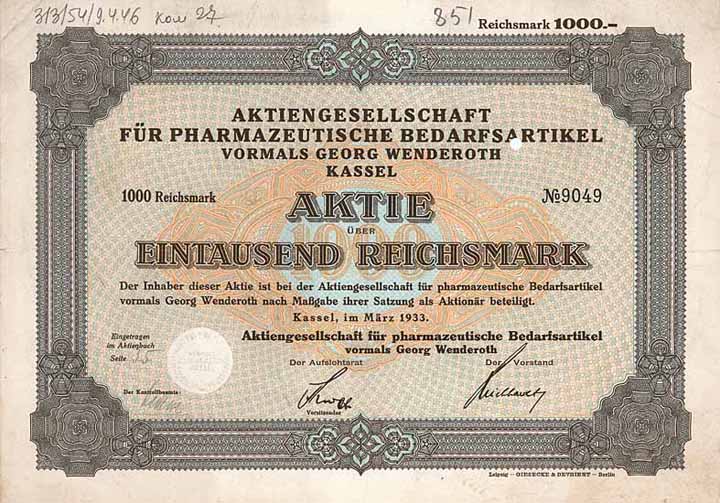 313/54/9.4.46 ком 27
851
Reichsmark 1000.–
AKTIENGESELLSCHAFT
FÜR PHARMAZEUTISCHE BEDARFSARTIKEL
VORMALS GEORG WENDEROTH
KASSEL
1000 Reichsmark
№9049
AKTIE
ÜBER
1000
EINTAUSEND REICHSMARK
Der Inhaber dieser Aktie ist bei der Aktiengesellschaft für pharmazeutische Bedarfsartikel
vormals Georg Wenderoth nach Maßgabe ihrer Satzung als Aktionär beteiligt.
Kassel, im März 1933.
Aktiengesellschaft für pharmazeutische Bedarfsartikel
vormals Georg Wenderoth
Eingetragen
im Aktienbuch
Seite
Der Aufsichtsrat
Der Vorstand
Der Kontrollbeamte:
Vorsitzender
Leipzig – GIESECKE & DEVRIENT – Berlin